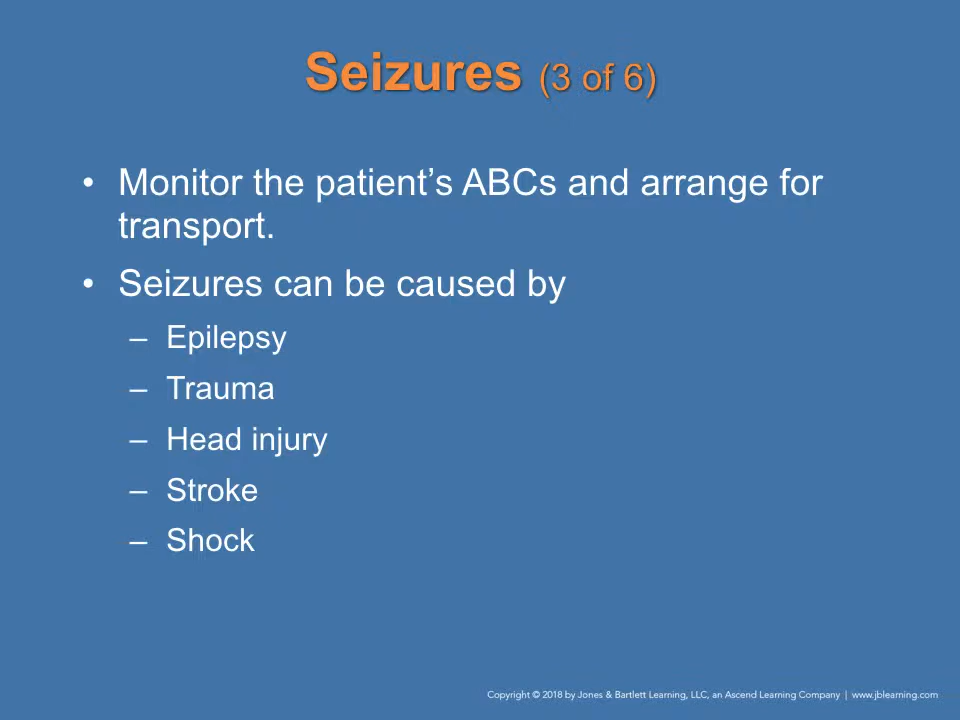 Seizures (3 of 6)
• Monitor the patient’s ABCs and arrange for
transport.
• Seizures can be caused by
– Epilepsy
– Trauma
– Head injury
– Stroke
– Shock
Copyright © 2018 by Jones & Bartlett Learning, LLC, an Ascend Learning Company | www.jblearning.com